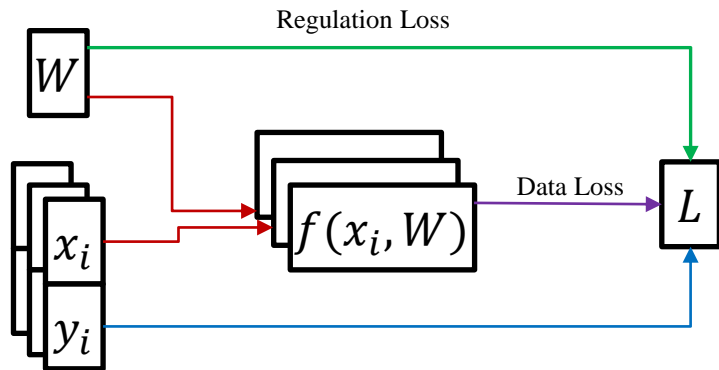 Regulation Loss
W
x_i
y_i
f(x_i, W)
Data Loss
L